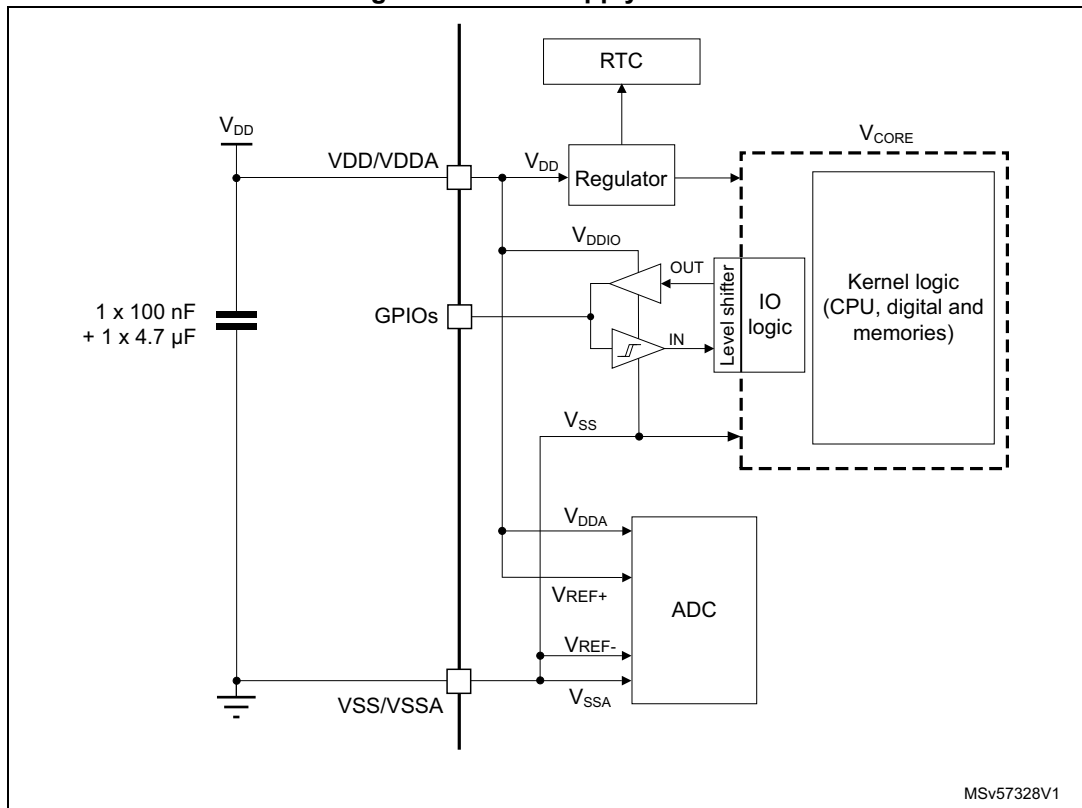 RTC
VDD
VCORE
VDD/VDDA
VDD
Regulator
VDDIO
OUT
Level shifter
IO
logic
Kernel logic
(CPU, digital and
memories)
1 x 100 nF
+ 1 x 4.7 µF
GPIOs
IN
VSS
VDDA
VREF+
ADC
VREF-
VSS/VSSA
VSSA
MSv57328V1